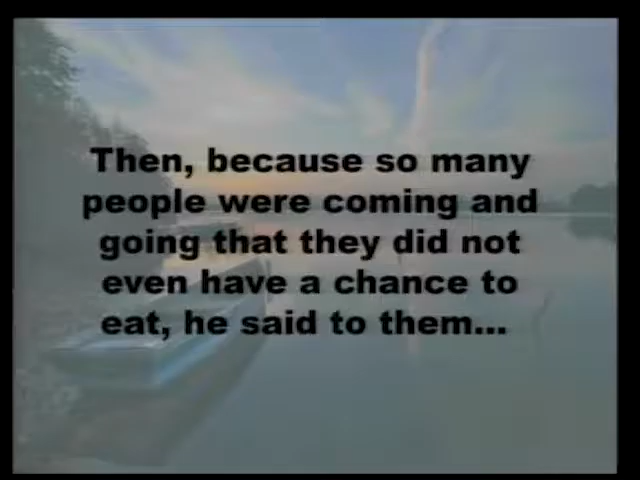 Then, because so many
people were coming and
going that they did not
even have a chance to
eat, he said to them...